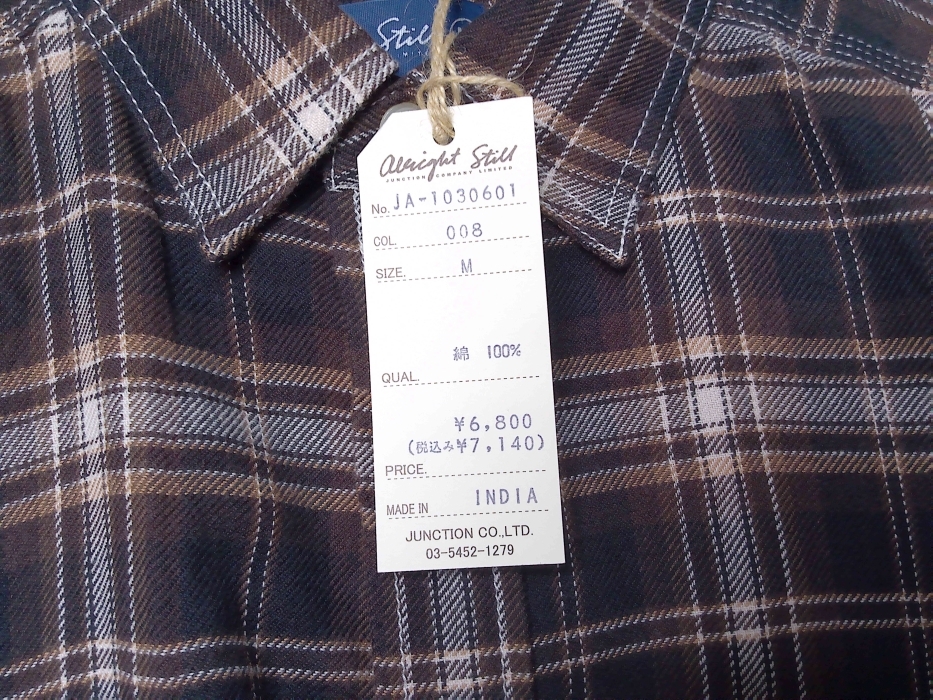 Still
Alright Still
JUNCTION COMPANY LIMITED
No. JA-1030601
COL. 008
SIZE. M
綿 100%
QUAL.
¥6,800
(税込み¥7,140)
PRICE.
MADE IN INDIA
JUNCTION CO.,LTD.
03-5452-1279